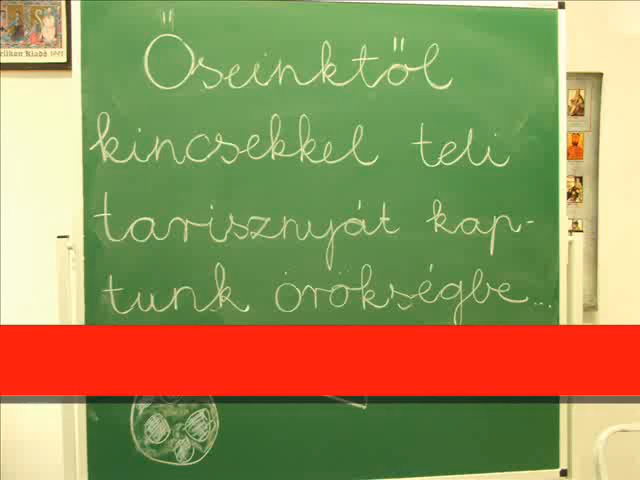 Őseinktől
kincsekkel teli
tarisznyát kap-
tunk örökségbe...